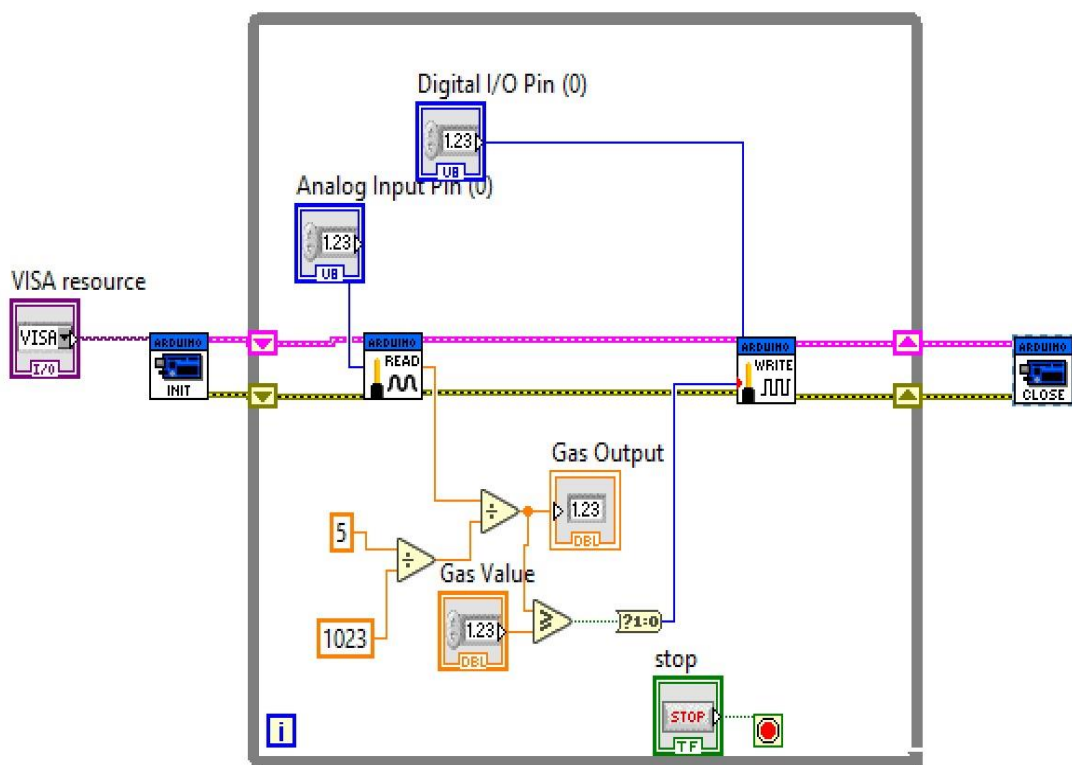 Digital I/O Pin (0)
1.23
U8
Analog Input Pin (0)
1.23
U8
VISA resource
VISA
I/O
ARDUINO
INIT
ARDUINO
READ
ARDUINO
WRITE
ARDUINO
CLOSE
Gas Output
1.23
DBL
5
÷
÷
1023
Gas Value
1.23
DBL
≥
?1:0
stop
STOP
TF
i